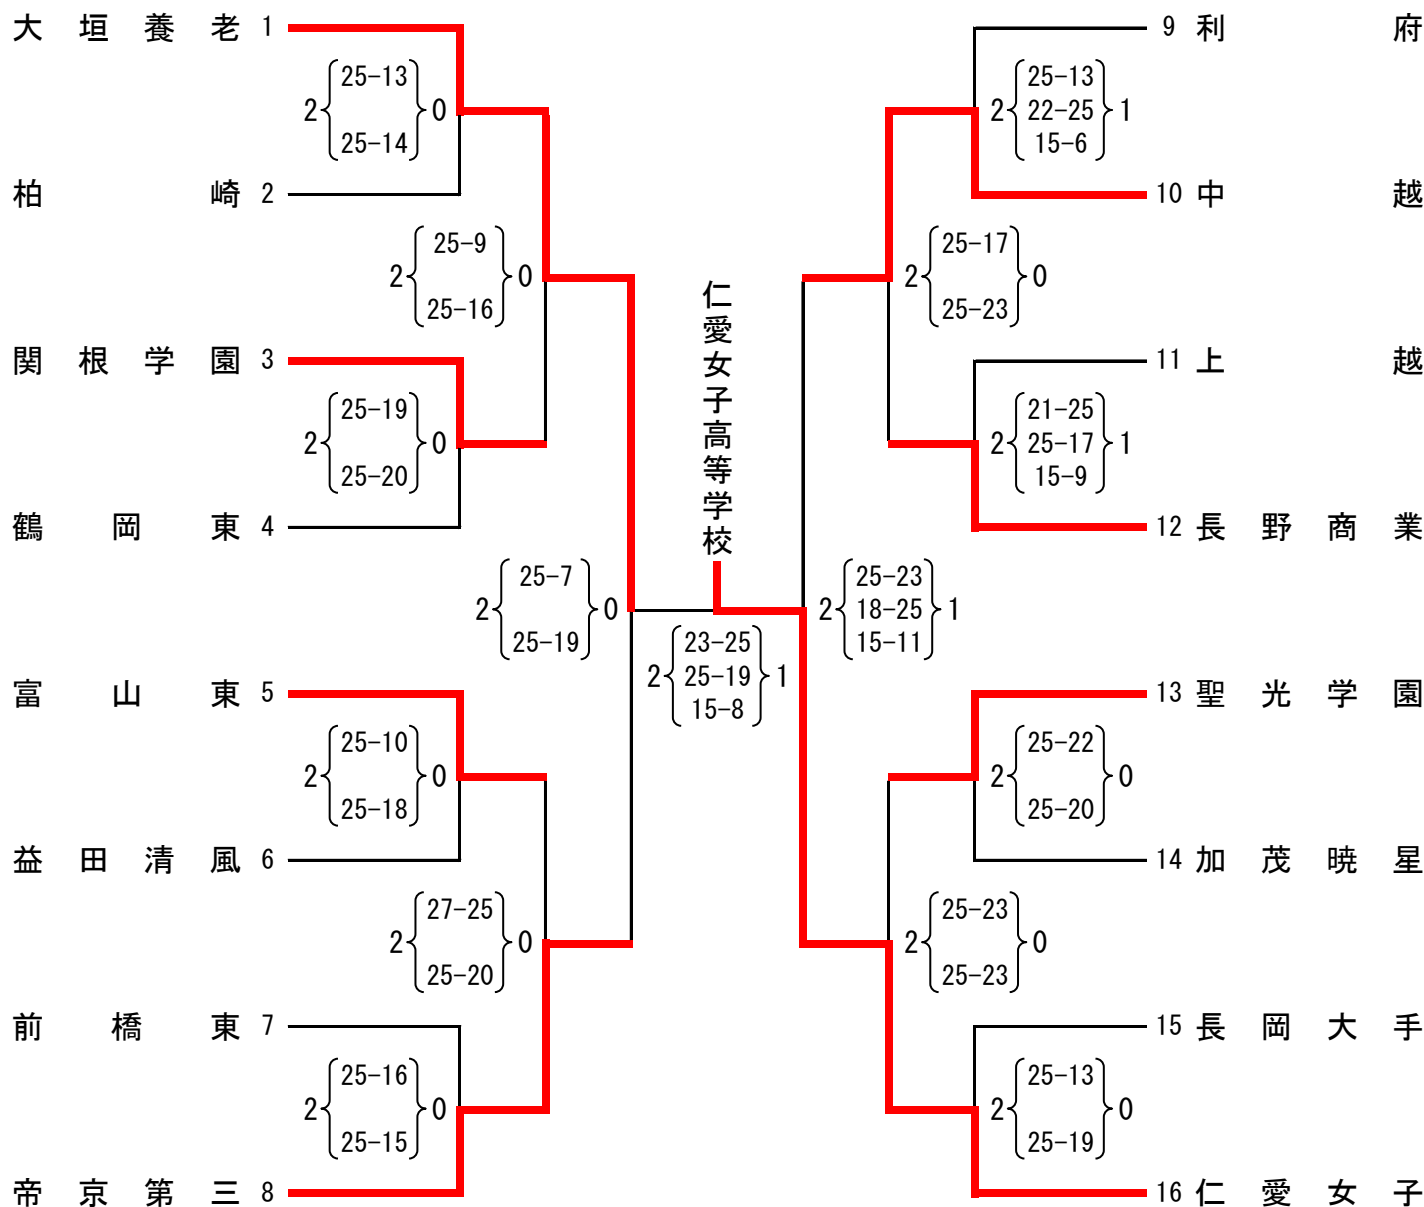 大垣養老 1
2 25-13 0
25-14
柏崎 2
2 25-9 0
25-16
関根学園 3
2 25-19 0
25-20
鶴岡東 4
2 25-7 0
25-19
富山東 5
2 25-10 0
25-18
益田清風 6
2 27-25 0
25-20
前橋東 7
2 25-16 0
25-15
帝京第三 8
仁愛女子高等学校
23-25
2 25-19 1
15-8
9 利府
25-13
2 22-25 1
15-6
10 中越
2 25-17 0
25-23
11 上越
21-25
2 25-17 1
15-9
12 長野商業
25-23
2 18-25 1
15-11
13 聖光学園
2 25-22 0
25-20
14 加茂暁星
2 25-23 0
25-23
15 長岡大手
2 25-13 0
25-19
16 仁愛女子